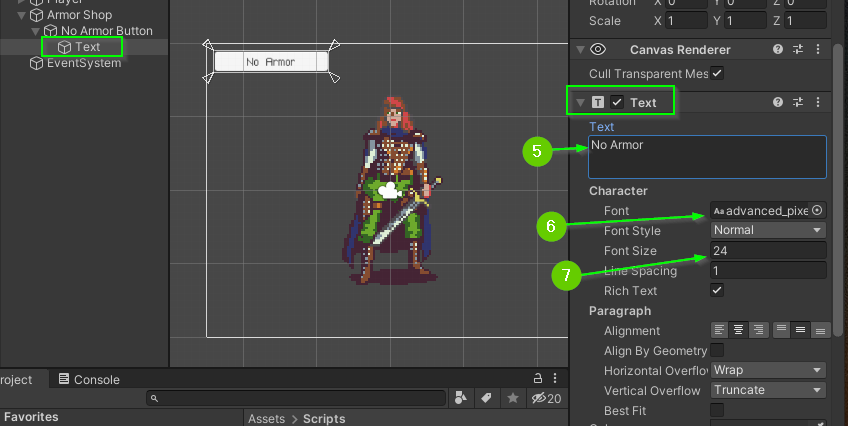 Player
Armor Shop
No Armor Button
Text
EventSystem
No Armor
Rotation X 0 Y 0 Z 0
Scale X 1 Y 1 Z 1
Canvas Renderer
Cull Transparent Mes
T Text
Text
5 No Armor
Character
6 Font Aa advanced_pixe
Font Style Normal
7 Font Size 24
Line Spacing 1
Rich Text
Paragraph
Alignment
Align By Geometry
Horizontal Overflow Wrap
Vertical Overflow Truncate
Best Fit
roject Console
20
Favorites Assets > Scripts